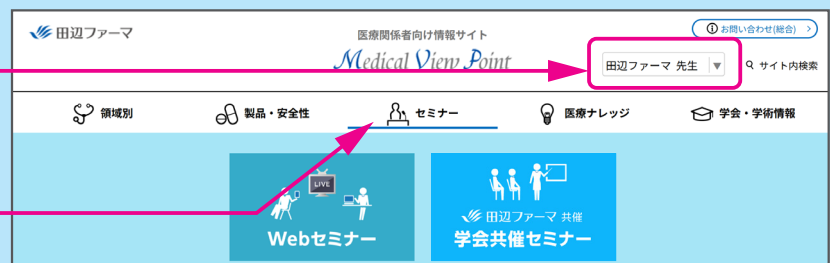 田辺ファーマ
医療関係者向け情報サイト
Medical View Point
お問い合わせ(総合)
田辺ファーマ 先生
サイト内検索
領域別
製品・安全性
セミナー
医療ナレッジ
学会・学術情報
LIVE
Webセミナー
田辺ファーマ 共催
学会共催セミナー